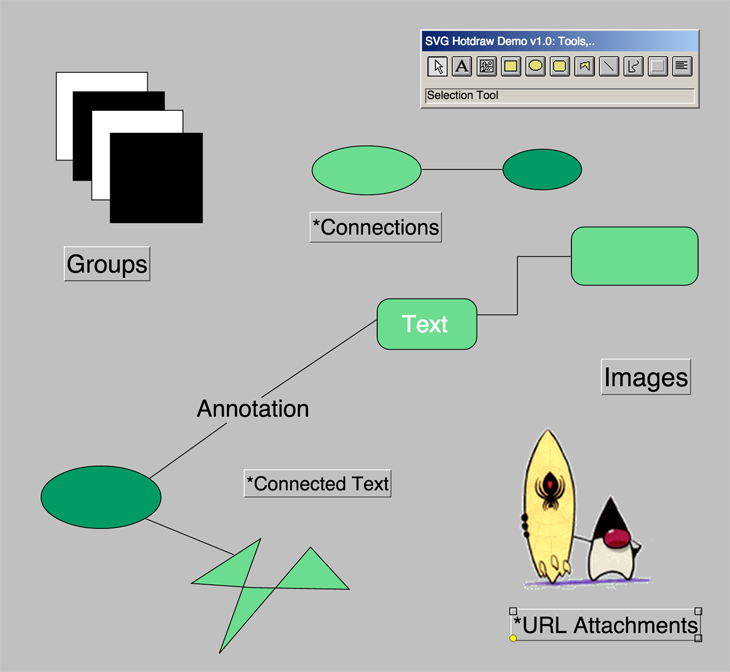 SVG Hotdraw Demo v1.0: Tools,..
A
Selection Tool
*Connections
Groups
Text
Images
Annotation
*Connected Text
*URL Attachments